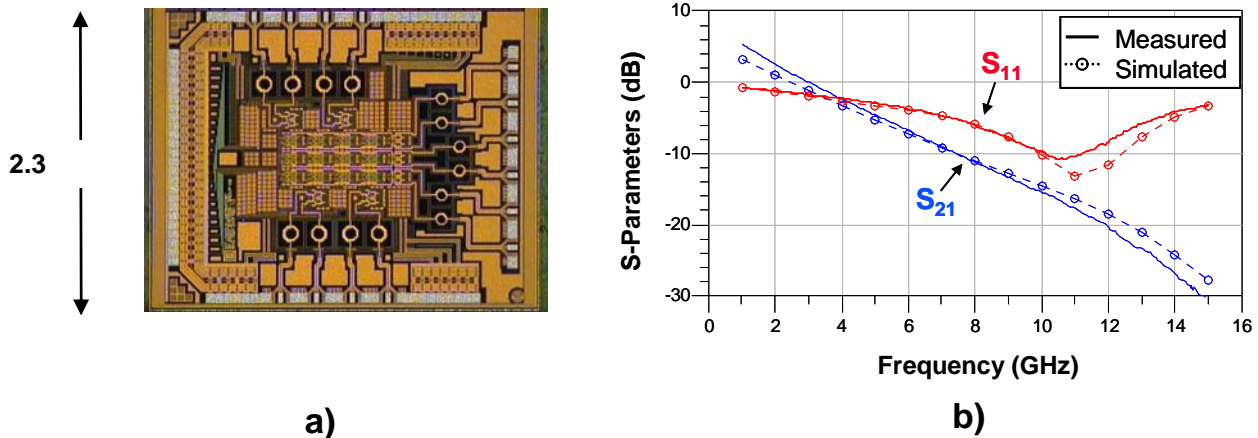 2.3
a)
S-Parameters (dB)
10
0
-10
-20
-30
S11
S21
Measured
Simulated
0 2 4 6 8 10 12 14 16
Frequency (GHz)
b)